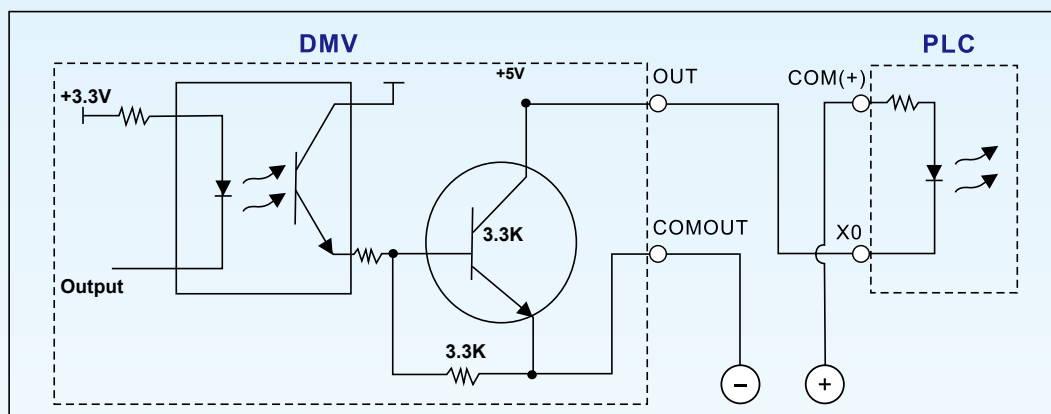 DMV
PLC
+5V
OUT
COM(+)
+3.3V
3.3K
COMOUT
X0
Output
3.3K
−
+